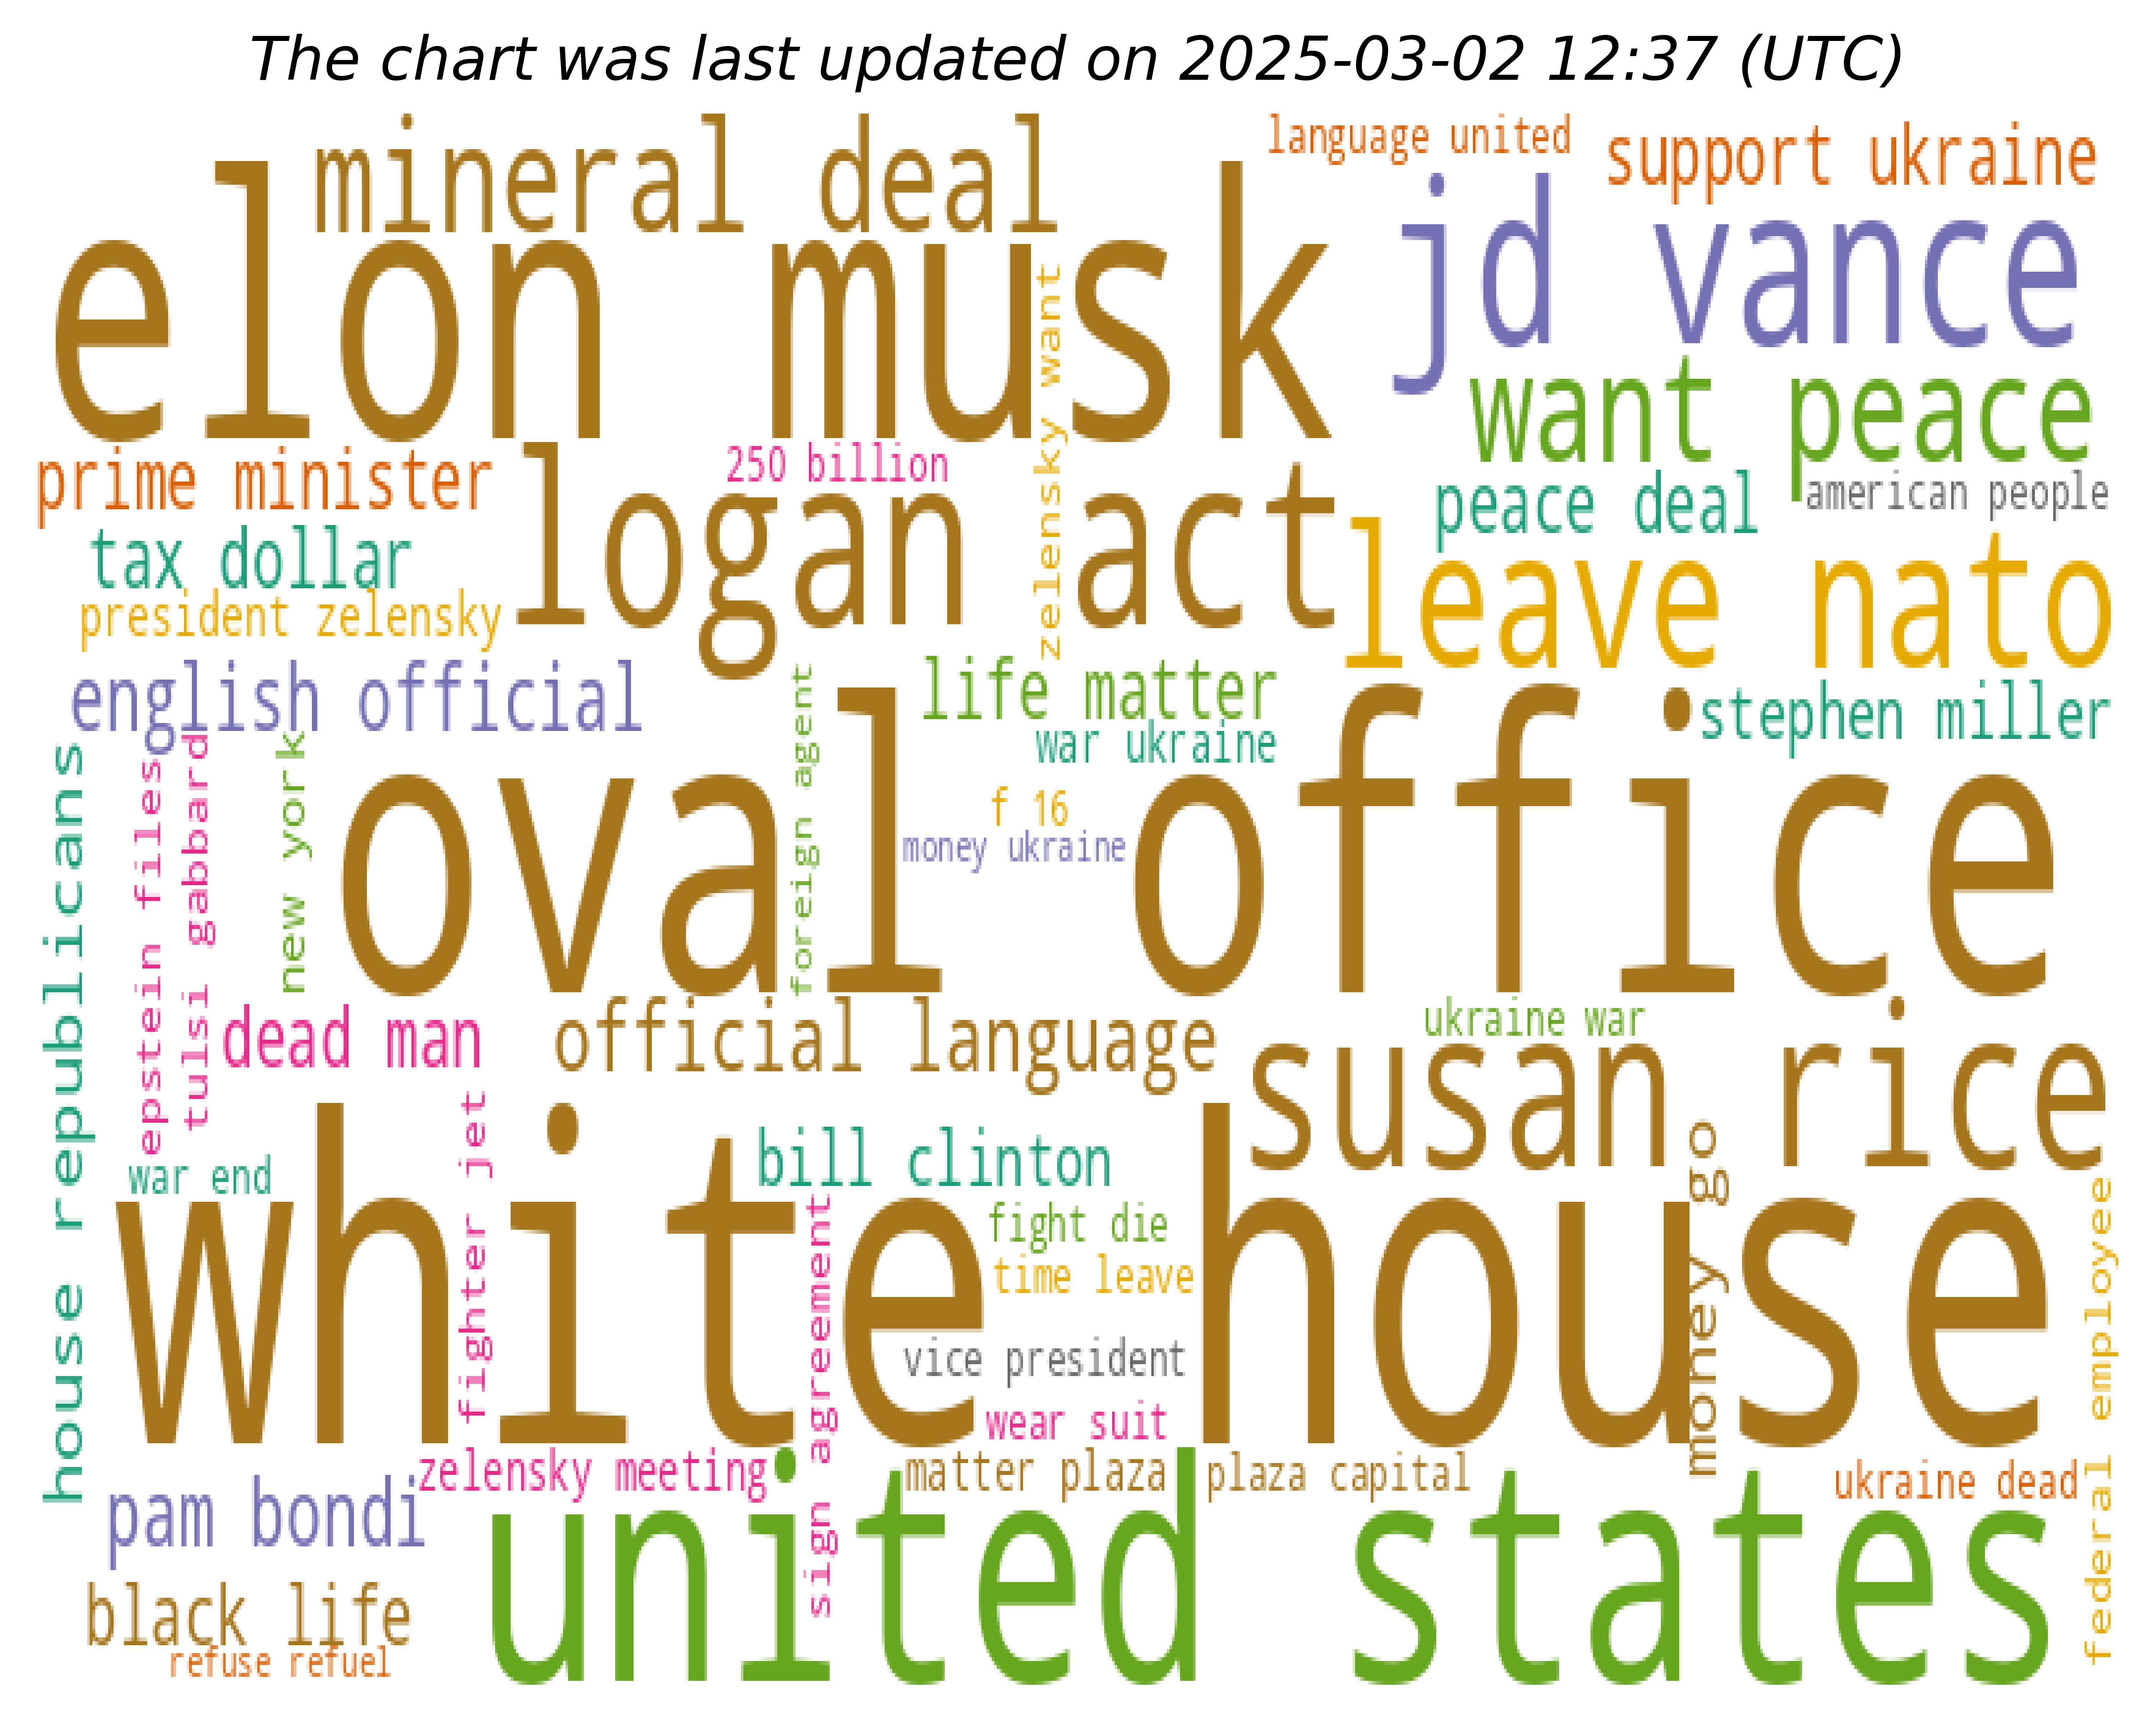 The chart was last updated on 2025-03-02 12:37 (UTC)
mineral deal
language united
support ukraine
elon musk
jd vance
zelensky want
want peace
prime minister
250 billion
logan act
peace deal
american people
tax dollar
president zelensky
leave nato
english official
life matter
stephen miller
war ukraine
house republicans
epstein files
tulsi gabbard
new york
foreign agent
oval office
f 16
money ukraine
dead man
official language
ukraine war
susan rice
war end
fighter jet
bill clinton
white house
money go
sign agreement
fight die
time leave
vice president
wear suit
federal employee
zelensky meeting
matter plaza
plaza capital
ukraine dead
pam bondi
united states
black life
refuse refuel